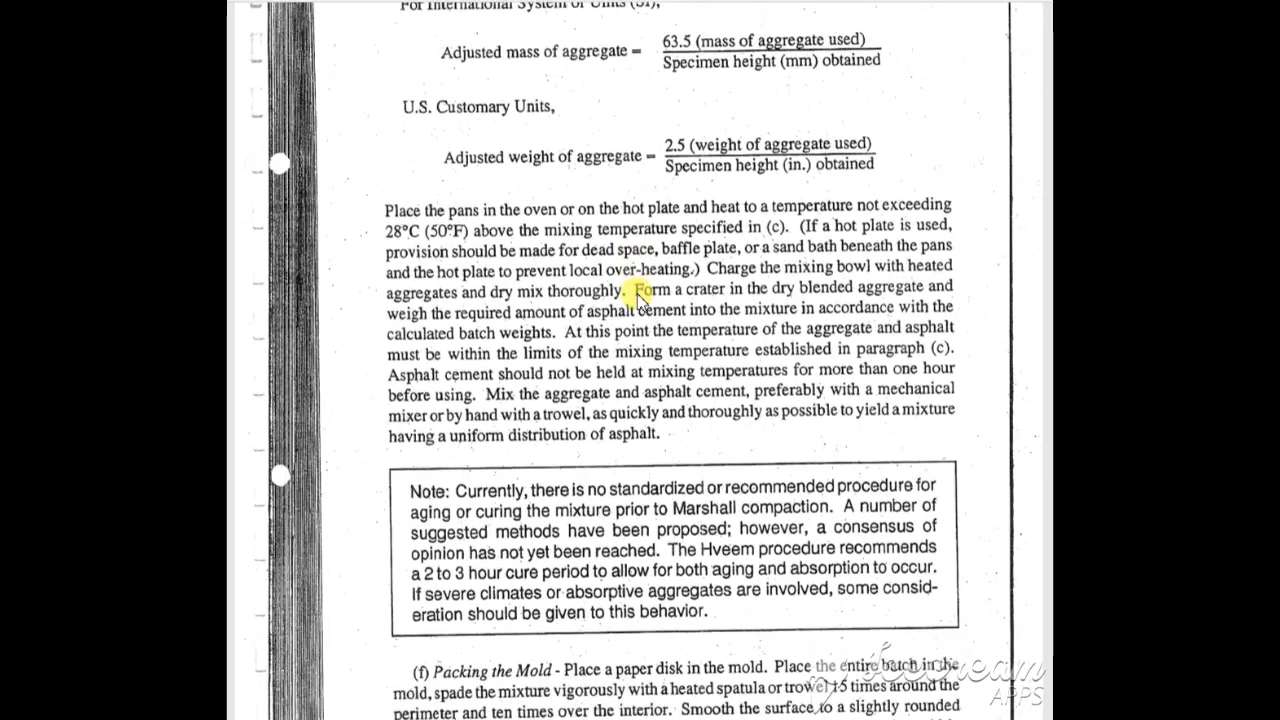 For International System of Units (SI),
Adjusted mass of aggregate = 63.5 (mass of aggregate used)
Specimen height (mm) obtained
U.S. Customary Units,
Adjusted weight of aggregate = 2.5 (weight of aggregate used)
Specimen height (in.) obtained
Place the pans in the oven or on the hot plate and heat to a temperature not exceeding
28°C (50°F) above the mixing temperature specified in (c). (If a hot plate is used,
provision should be made for dead space, baffle plate, or a sand bath beneath the pans
and the hot plate to prevent local over-heating.) Charge the mixing bowl with heated
aggregates and dry mix thoroughly. Form a crater in the dry blended aggregate and
weigh the required amount of asphalt cement into the mixture in accordance with the
calculated batch weights. At this point the temperature of the aggregate and asphalt
must be within the limits of the mixing temperature established in paragraph (c).
Asphalt cement should not be held at mixing temperatures for more than one hour
before using. Mix the aggregate and asphalt cement, preferably with a mechanical
mixer or by hand with a trowel, as quickly and thoroughly as possible to yield a mixture
having a uniform distribution of asphalt.
Note: Currently, there is no standardized or recommended procedure for
aging or curing the mixture prior to Marshall compaction. A number of
suggested methods have been proposed; however, a consensus of
opinion has not yet been reached. The Hveem procedure recommends
a 2 to 3 hour cure period to allow for both aging and absorption to occur.
If severe climates or absorptive aggregates are involved, some consid-
eration should be given to this behavior.
(f) Packing the Mold - Place a paper disk in the mold. Place the entire batch in the
mold, spade the mixture vigorously with a heated spatula or trowel 15 times around the
perimeter and ten times over the interior. Smooth the surface to a slightly rounded
APPS